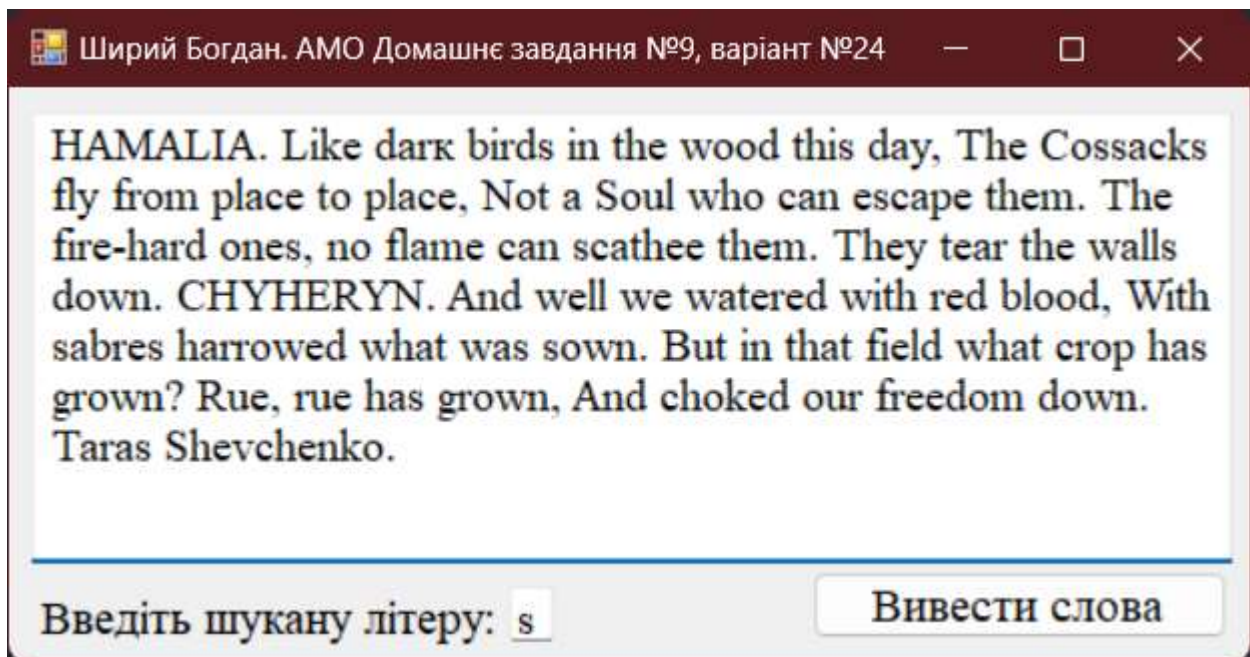 Ширий Богдан. АМО Домашнє завдання №9, варіант №24
HAMALIA. Like darк birds in the wood this day, The Cossacks
fly from place to place, Not a Soul who can escape them. The
fire-hard ones, no flame can scathee them. They tear the walls
down. CHYHERYN. And well we watered with red blood, With
sabres harrowed what was sown. But in that field what crop has
grown? Rue, rue has grown, And choked our freedom down.
Taras Shevchenko.
Введіть шукану літеру: s Вивести слова